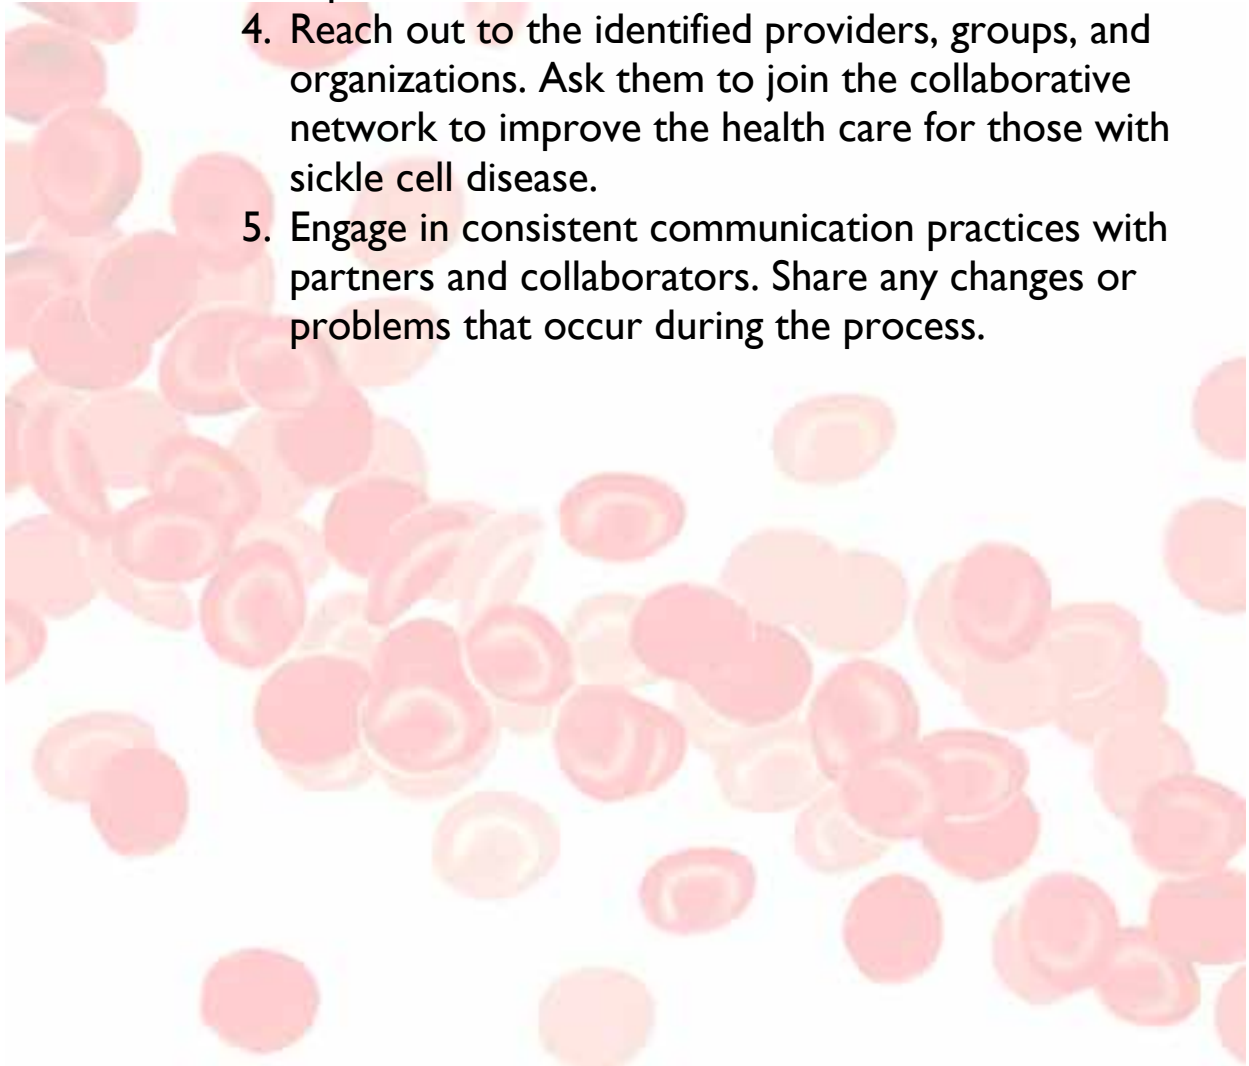 4. Reach out to the identified providers, groups, and
organizations. Ask them to join the collaborative
network to improve the health care for those with
sickle cell disease.
5. Engage in consistent communication practices with
partners and collaborators. Share any changes or
problems that occur during the process.